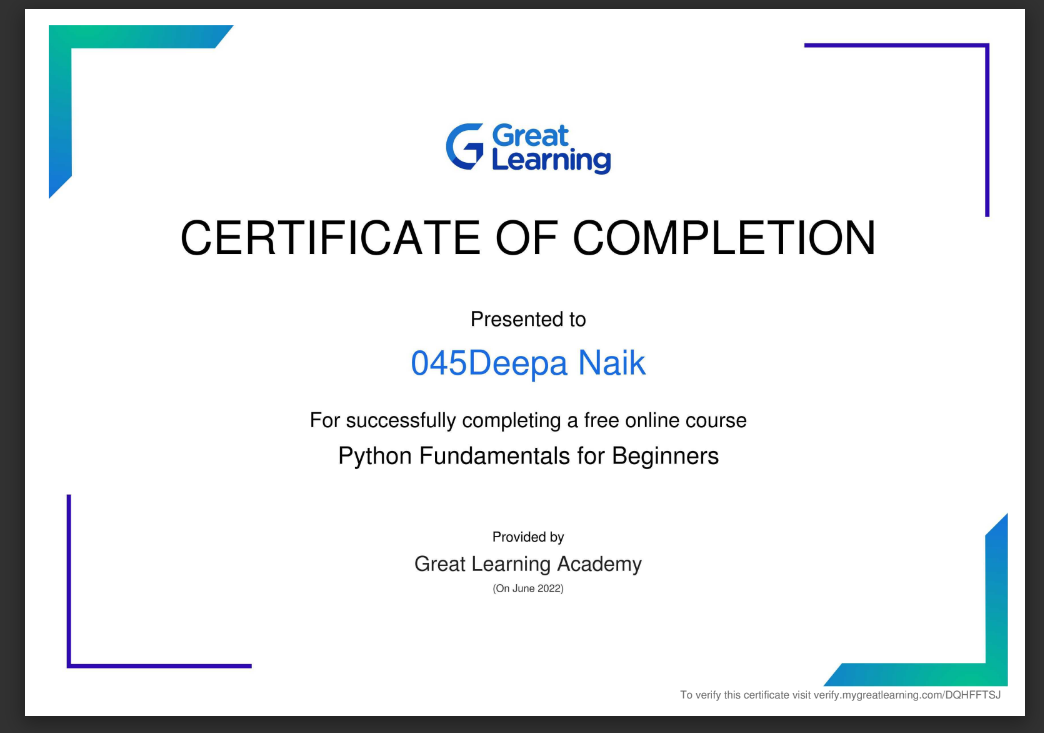 Great
Learning
CERTIFICATE OF COMPLETION
Presented to
045Deepa Naik
For successfully completing a free online course
Python Fundamentals for Beginners
Provided by
Great Learning Academy
(On June 2022)
To verify this certificate visit verify.mygreatlearning.com/DQHFFTSJ